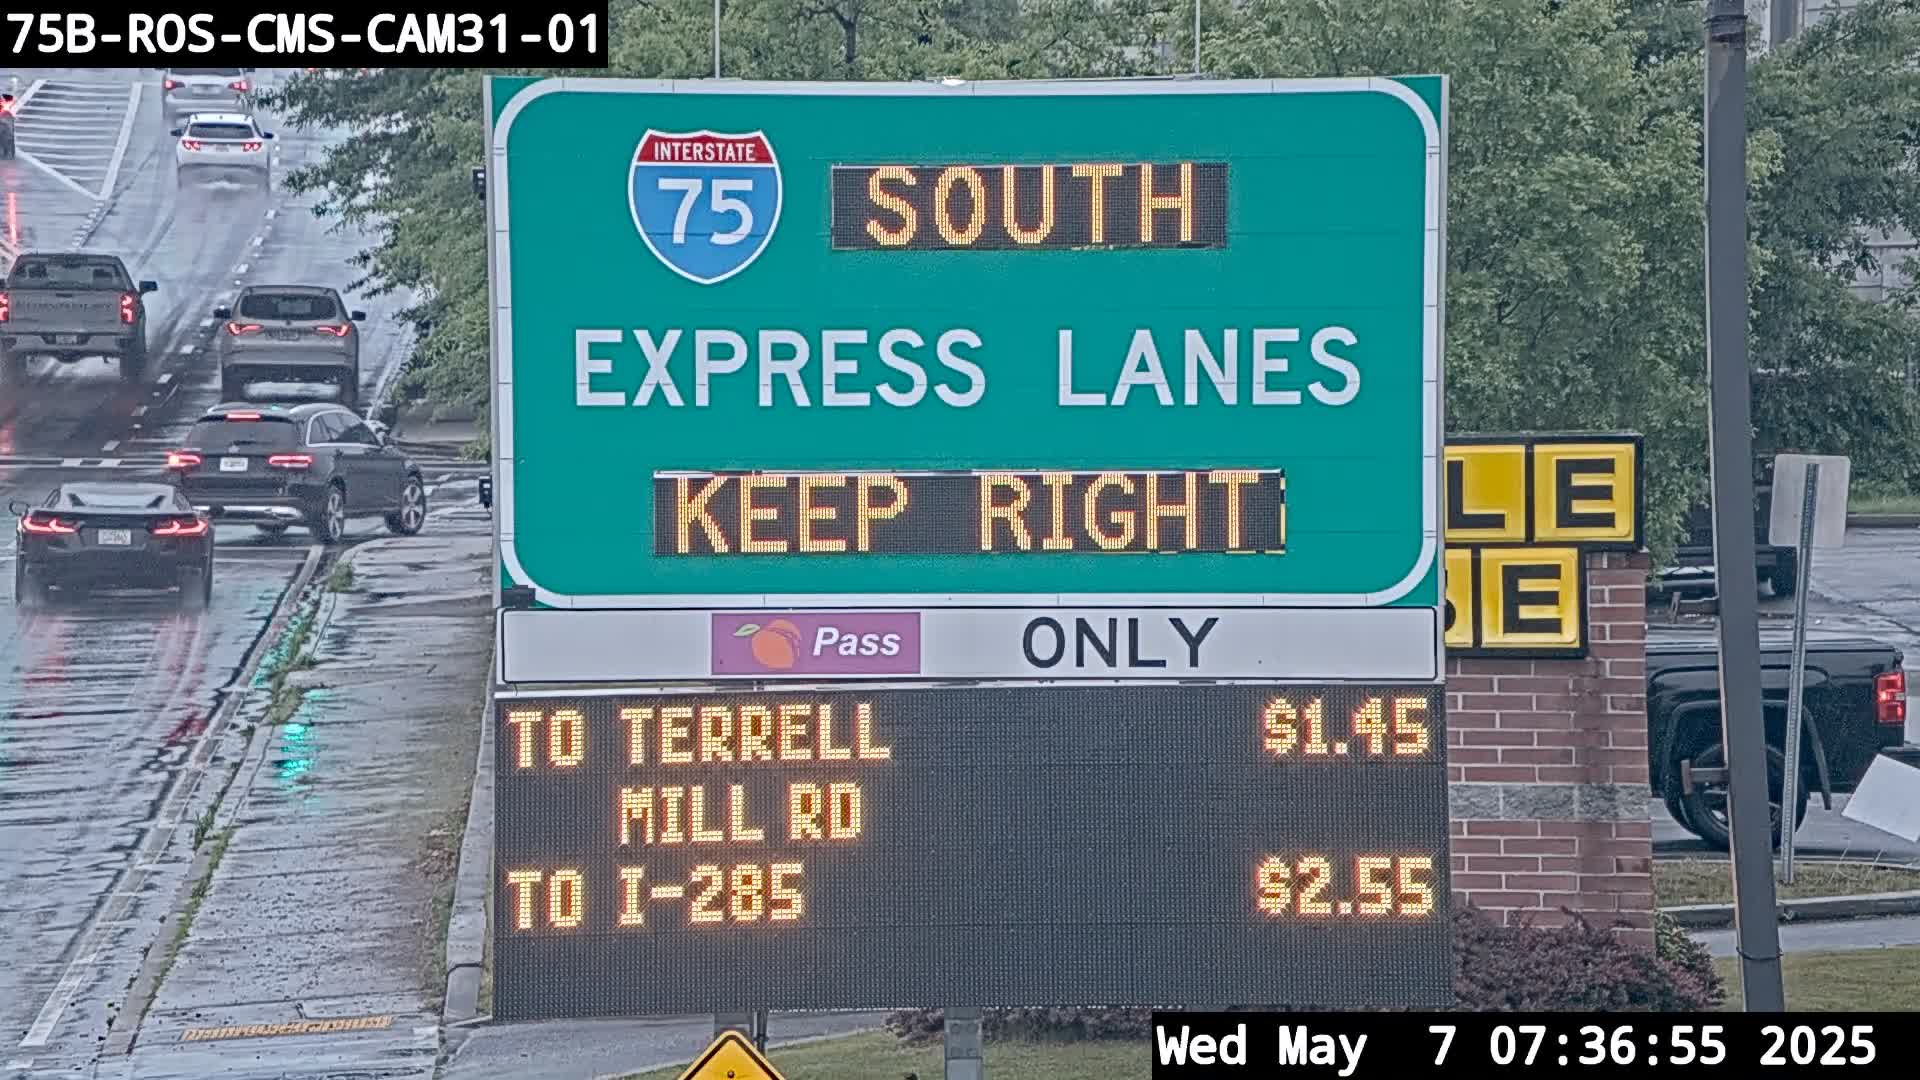 75B-ROS-CMS-CAM31-01
INTERSTATE
75
SOUTH
EXPRESS LANES
KEEP RIGHT
Pass ONLY
TO TERRELL $1.45
MILL RD
TO I-285 $2.55
LE
E
Wed May 7 07:36:55 2025